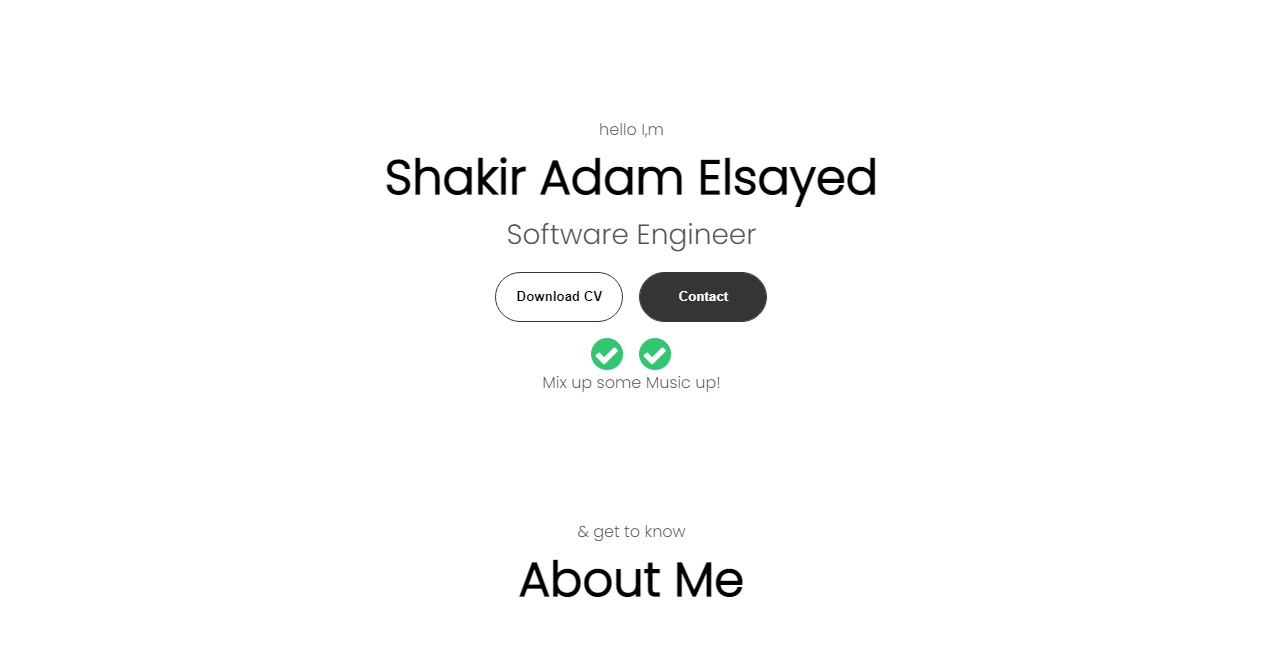 hello I,m
Shakir Adam Elsayed
Software Engineer
Download CV Contact
Mix up some Music up!
& get to know
About Me